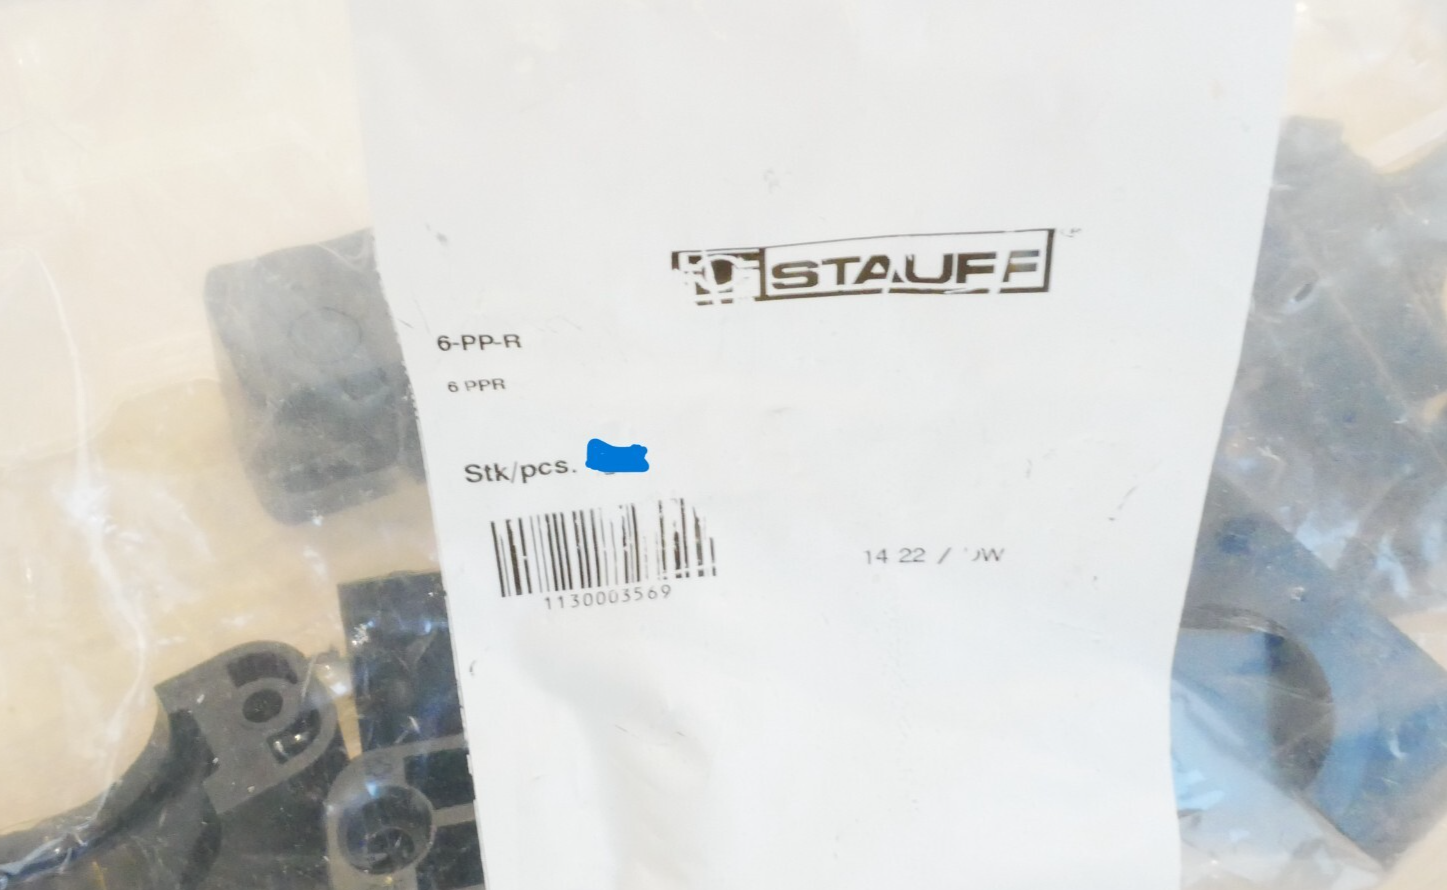 STAUFF
6-PP-R
6 PPR
Stk/pcs.
1130003569
14 22 /